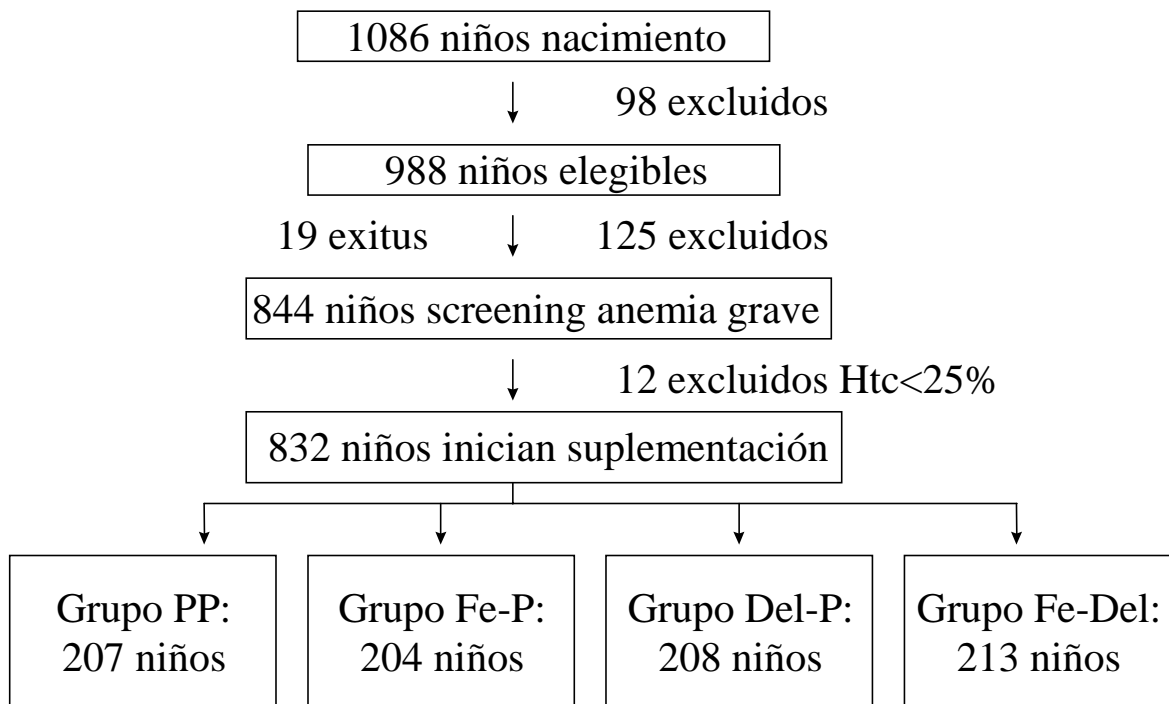 1086 niños nacimiento
98 excluidos
988 niños elegibles
19 exitus
125 excluidos
844 niños screening anemia grave
12 excluidos Htc<25%
832 niños inician suplementación
Grupo PP:
207 niños
Grupo Fe-P:
204 niños
Grupo Del-P:
208 niños
Grupo Fe-Del:
213 niños